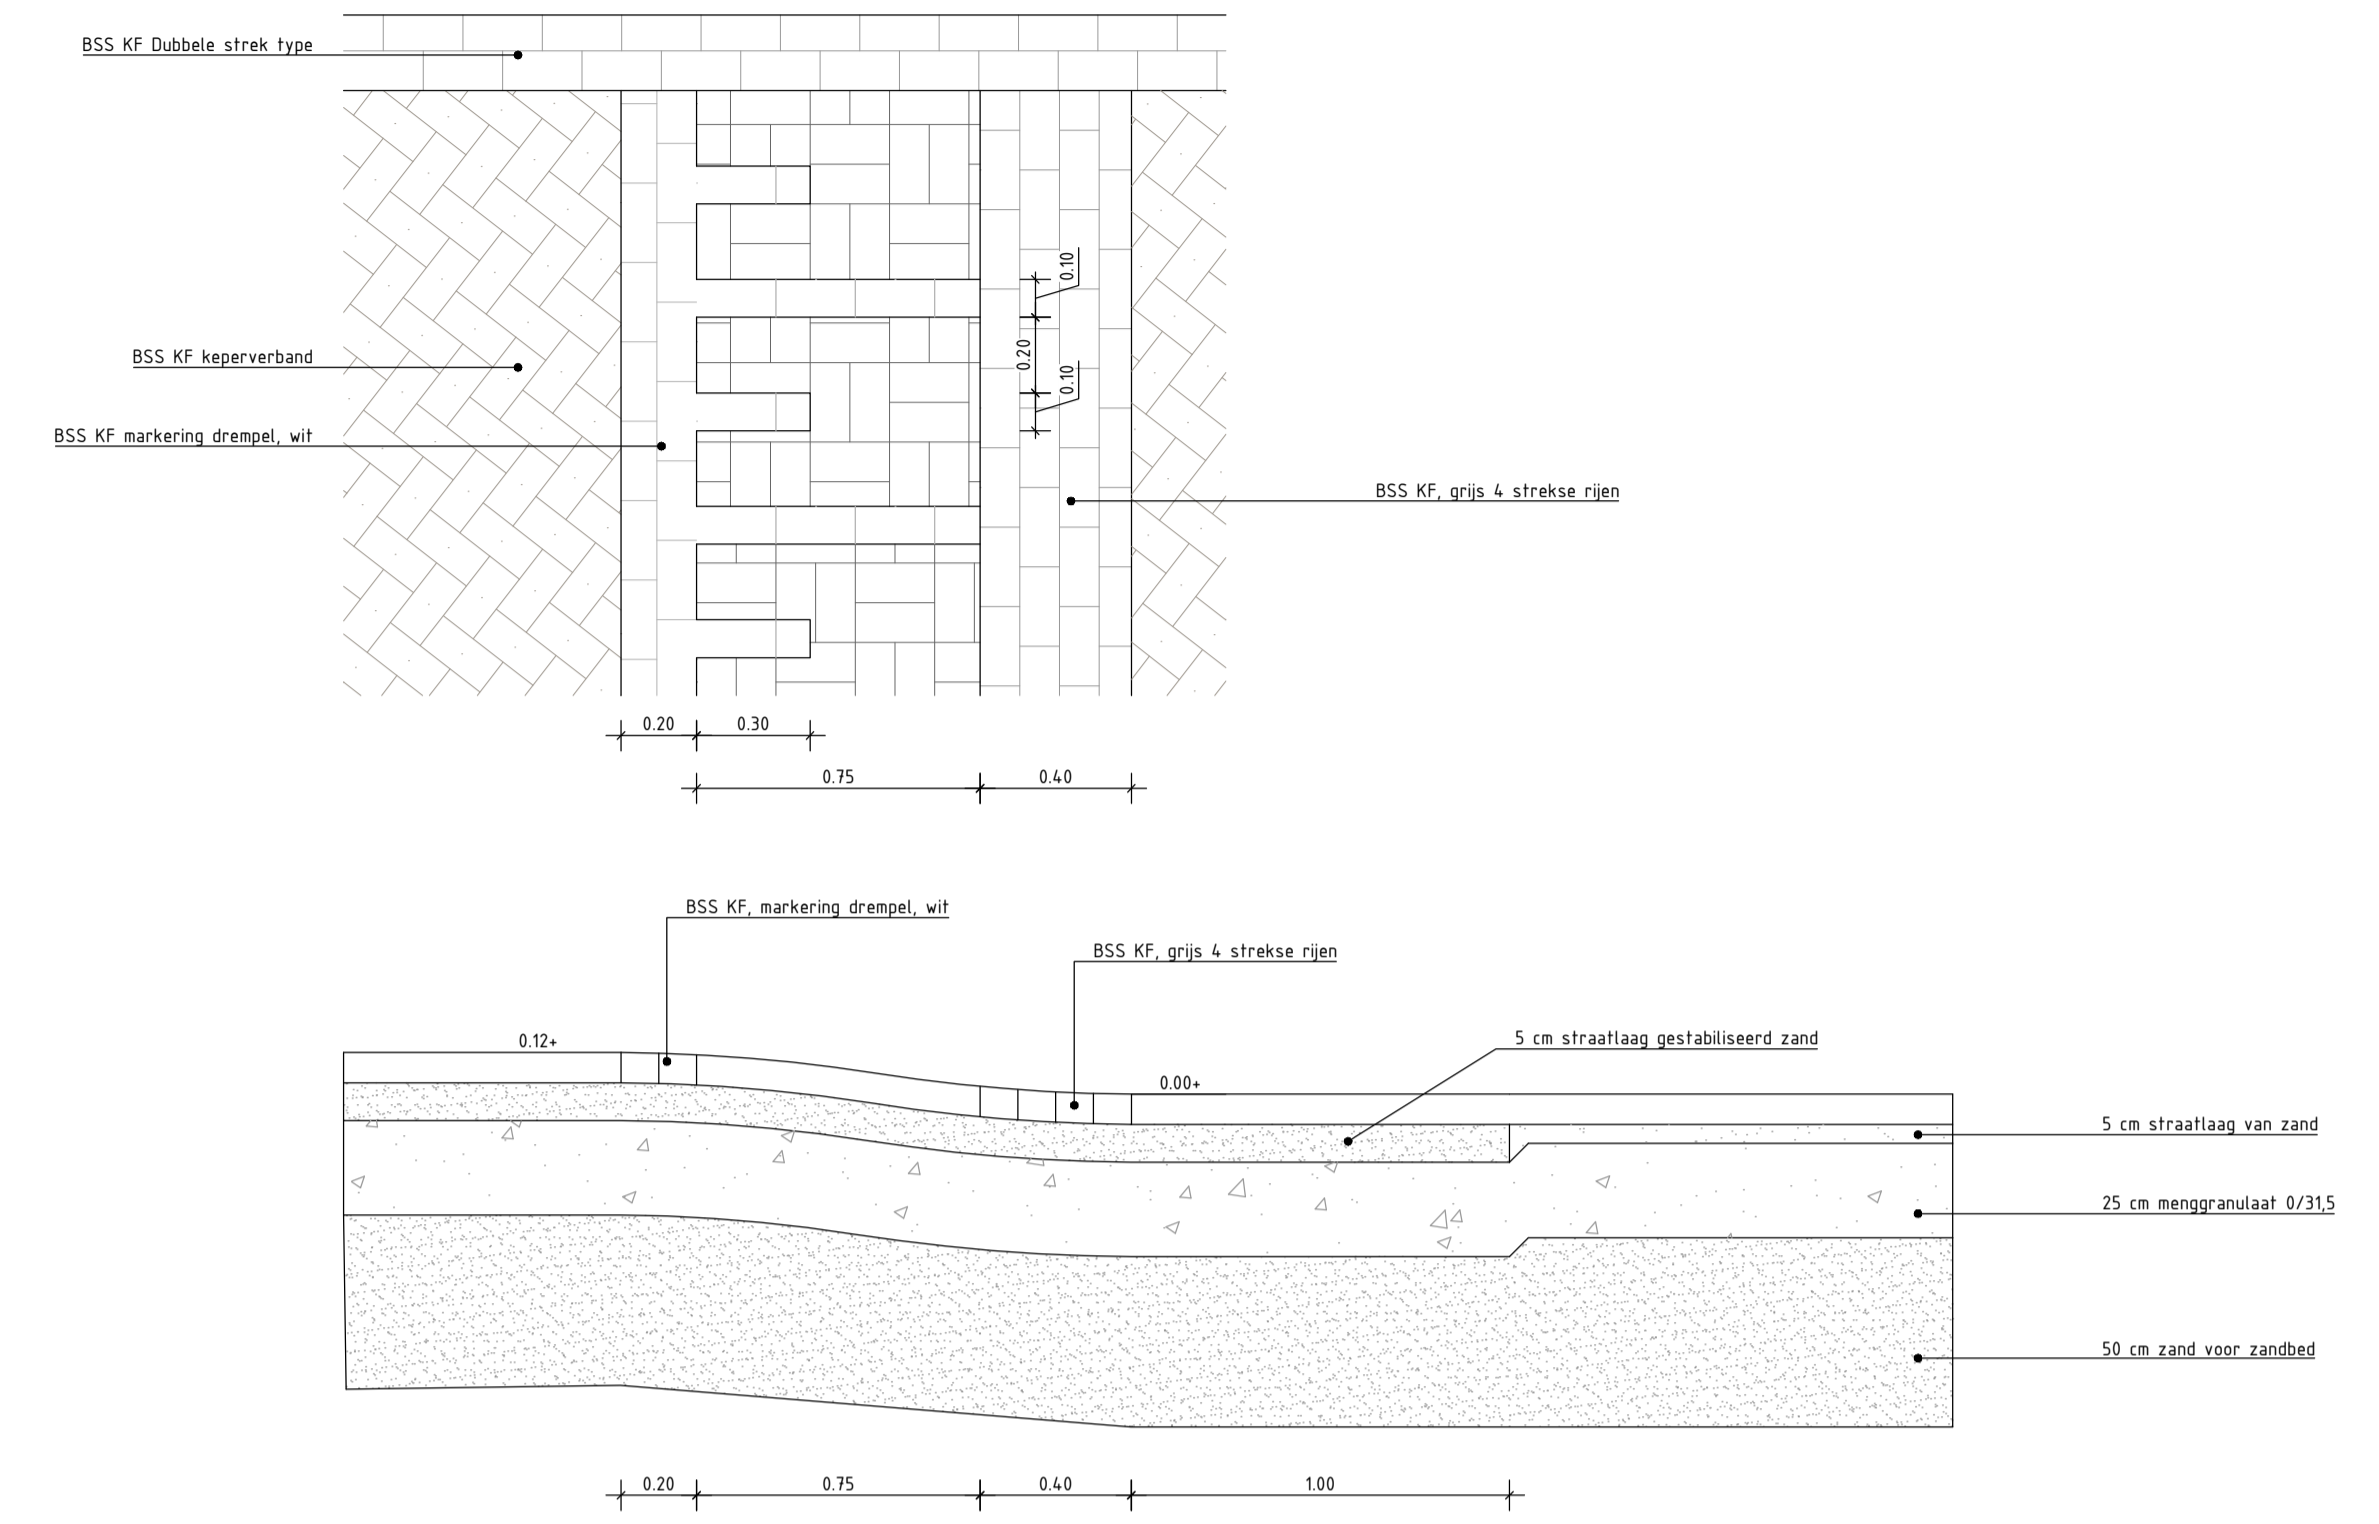 BSS KF Dubbele strek type
0.10
0.20
BSS KF keperverband
0.10
BSS KF markering drempel, wit
BSS KF, grijs 4 strekse rijen
0.20
0.30
0.75
0.40
BSS KF, markering drempel, wit
BSS KF, grijs 4 strekse rijen
0.12+
5 cm straatlaag gestabiliseerd zand
0.00+
5 cm straatlaag van zand
25 cm menggranulaat 0/31,5
50 cm zand voor zandbed
0.20
0.75
0.40
1.00